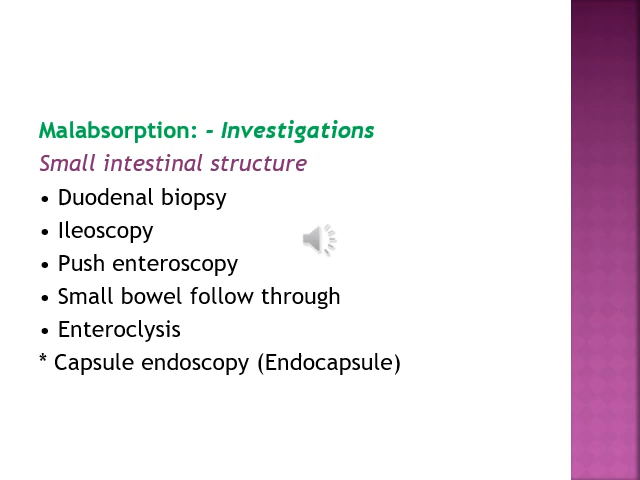 Malabsorption: - Investigations
Small intestinal structure
• Duodenal biopsy
• Ileoscopy
• Push enteroscopy
• Small bowel follow through
• Enteroclysis
* Capsule endoscopy (Endocapsule)